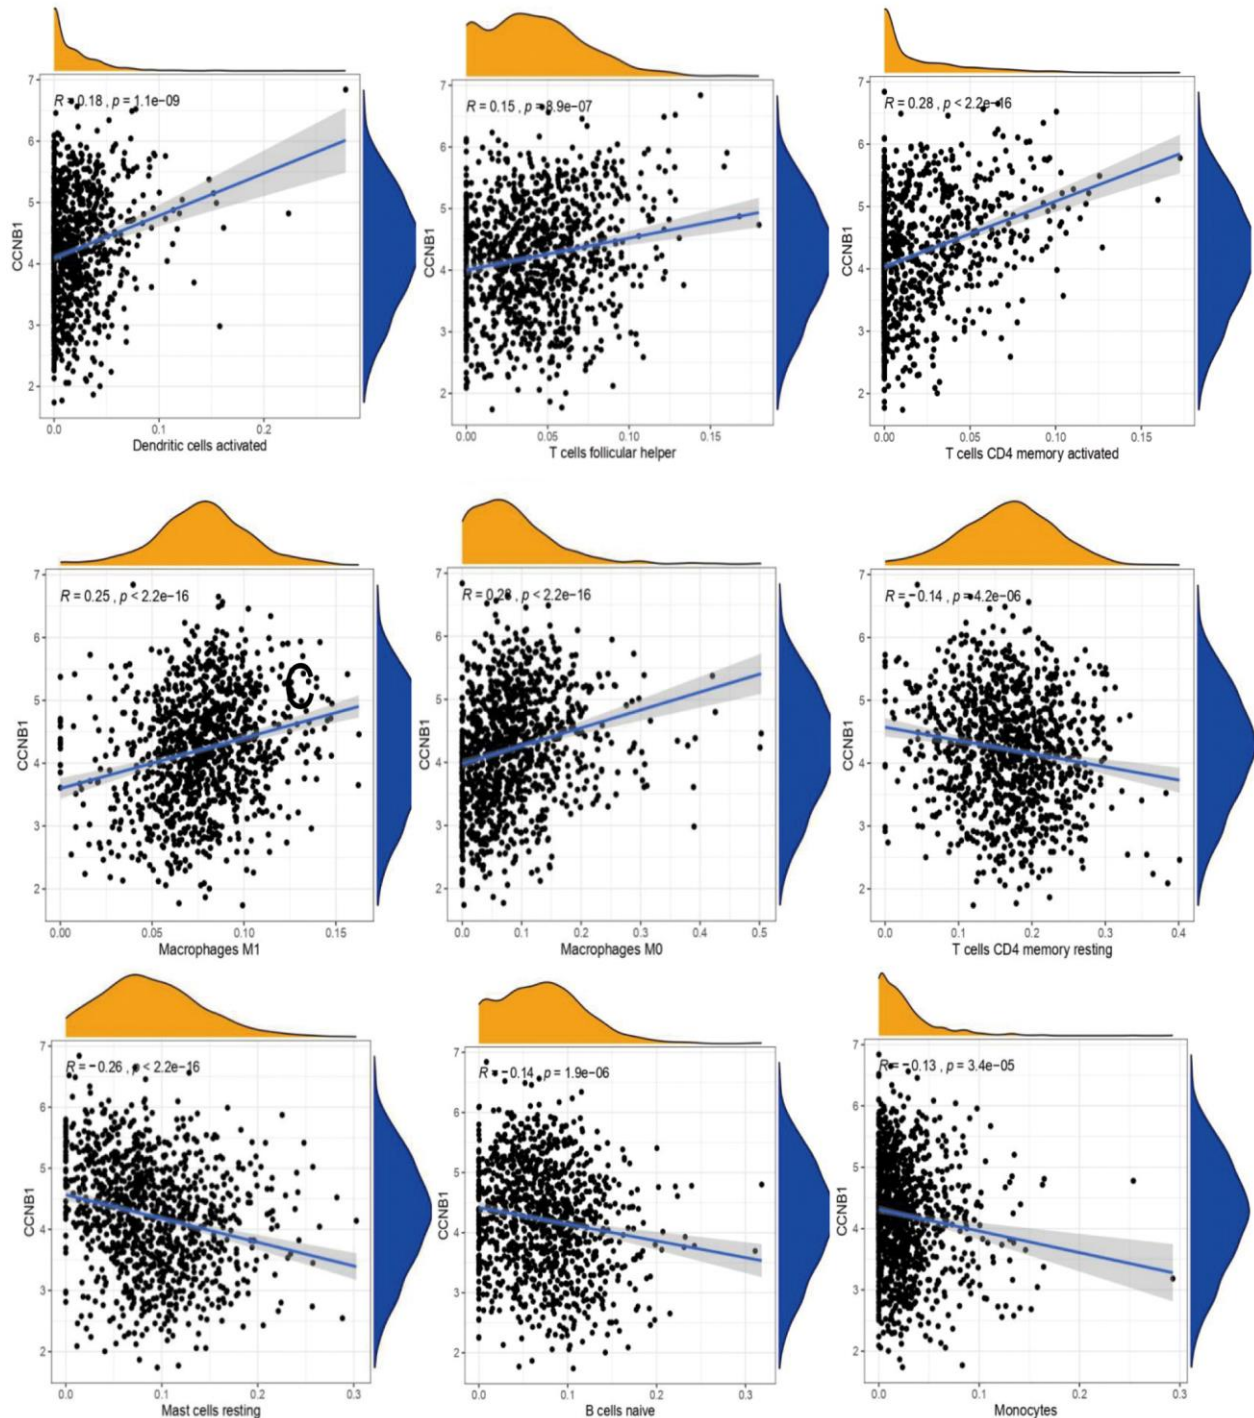 7
R = 0.18 , p = 1.1e−09
6
5
CCNB1
4
3
2
0.0 0.1 0.2
Dendritic cells activated
7
R = 0.15 , p = 8.9e−07
6
5
CCNB1
4
3
2
0.00 0.05 0.10 0.15
T cells follicular helper
7
R = 0.28 , p < 2.2e−16
6
5
CCNB1
4
3
2
0.00 0.05 0.10 0.15
T cells CD4 memory activated
7
R = 0.25 , p < 2.2e−16
6
5
CCNB1
4
3
2
0.00 0.05 0.10 0.15
Macrophages M1
7
R = 0.28 , p < 2.2e−16
6
5
CCNB1
4
3
2
0.0 0.1 0.2 0.3 0.4 0.5
Macrophages M0
7
R = −0.14 , p = 4.2e−06
6
5
CCNB1
4
3
2
0.0 0.1 0.2 0.3 0.4
T cells CD4 memory resting
7
R = −0.26 , p < 2.2e−16
6
5
CCNB1
4
3
2
0.0 0.1 0.2 0.3
Mast cells resting
7
R = −0.14 , p = 1.9e−06
6
5
CCNB1
4
3
2
0.0 0.1 0.2 0.3
B cells naive
7
R = −0.13 , p = 3.4e−05
6
5
CCNB1
4
3
2
0.0 0.1 0.2 0.3
Monocytes